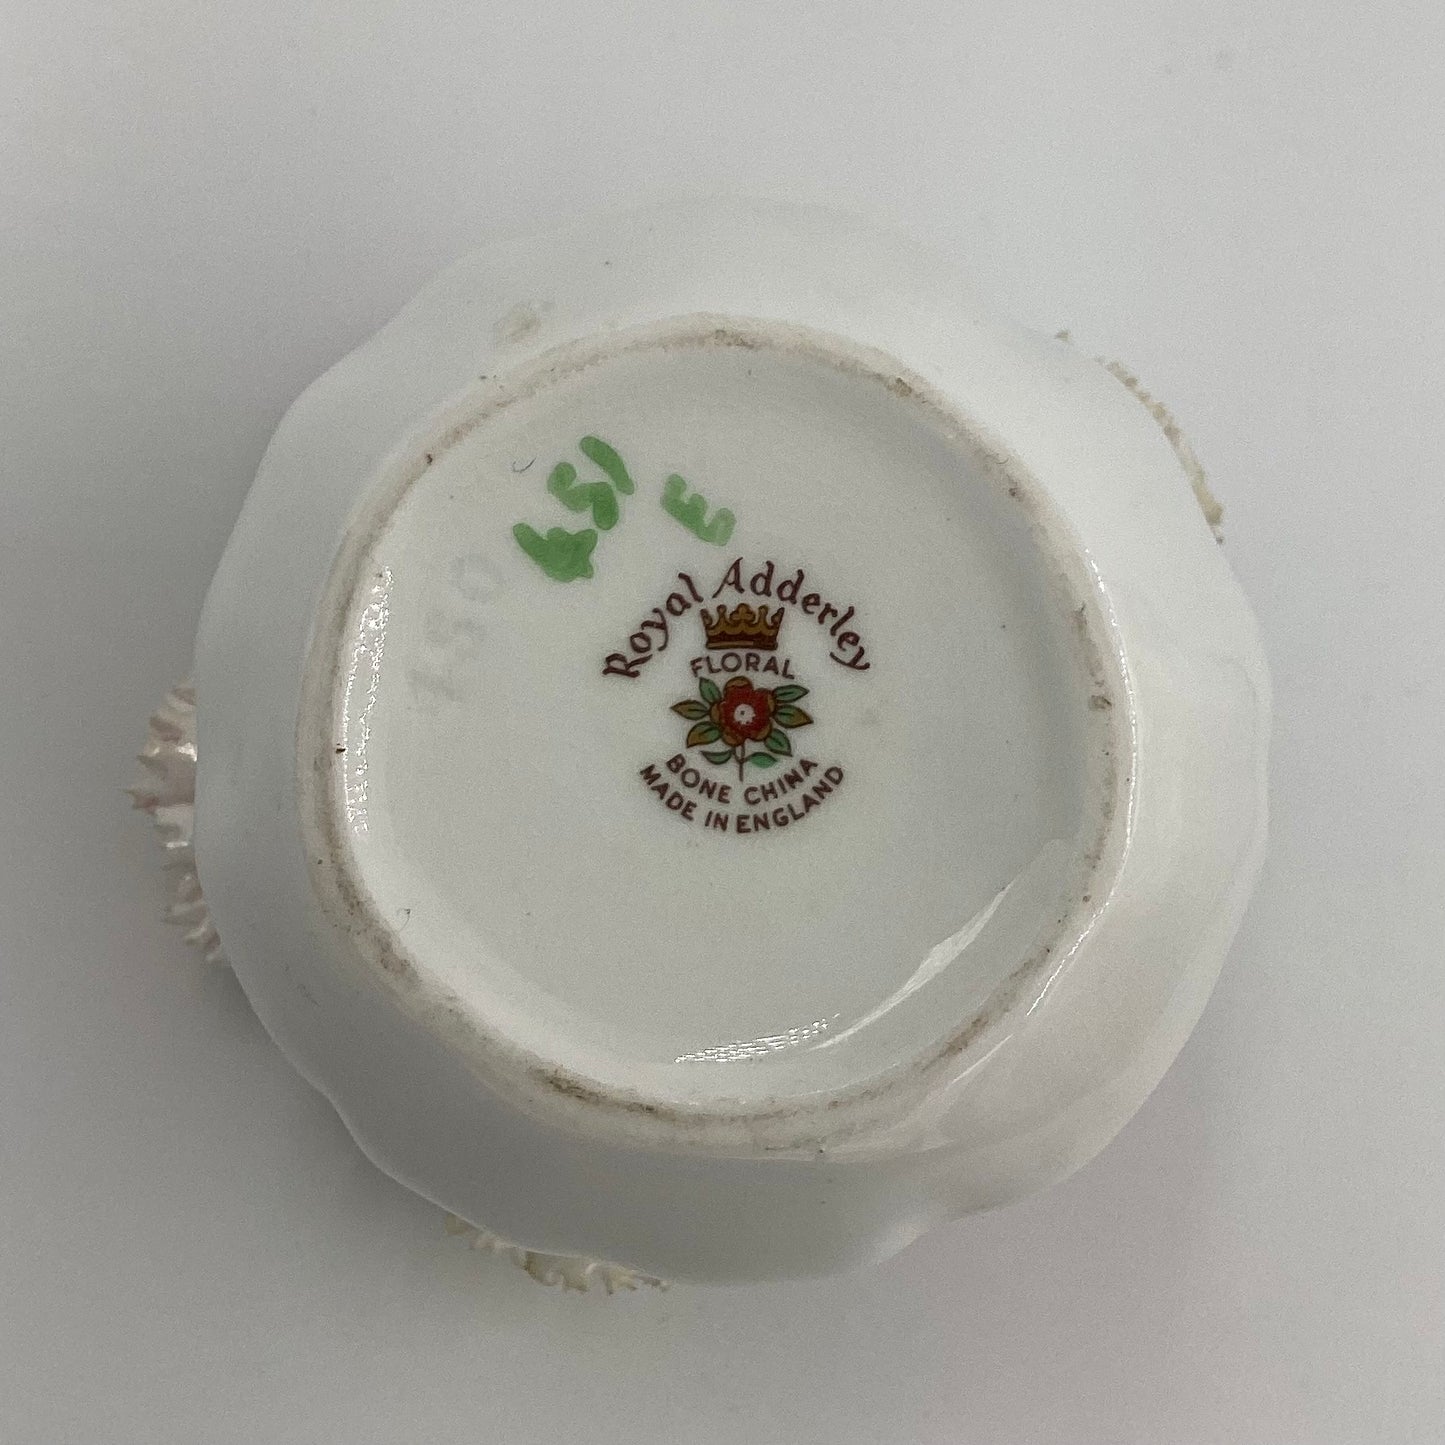 Royal Adderley
FLORAL
BONE CHINA
MADE IN ENGLAND
E